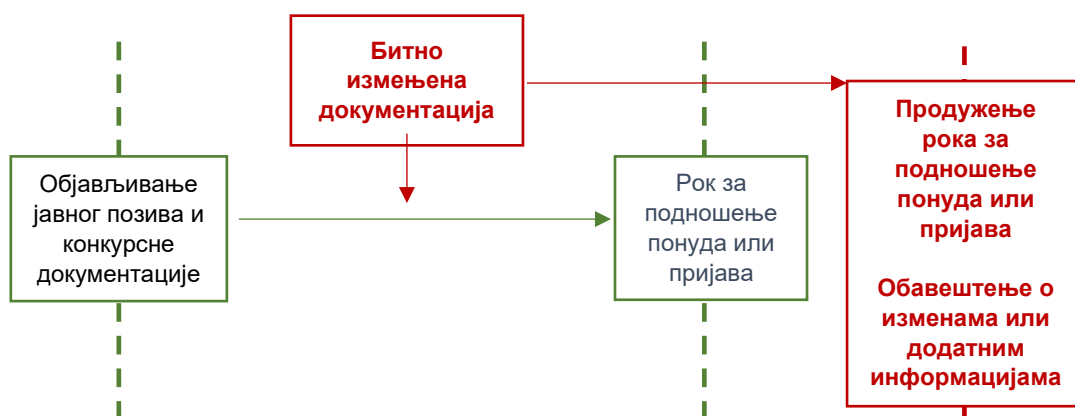 Битно
измењена
документација
Објављивање
јавног позива и
конкурсне
документације
Рок за
подношење
понуда или
пријава
Продужење
рока за
подношење
понуда или
пријава
Обавештење о
изменама или
додатним
информацијама